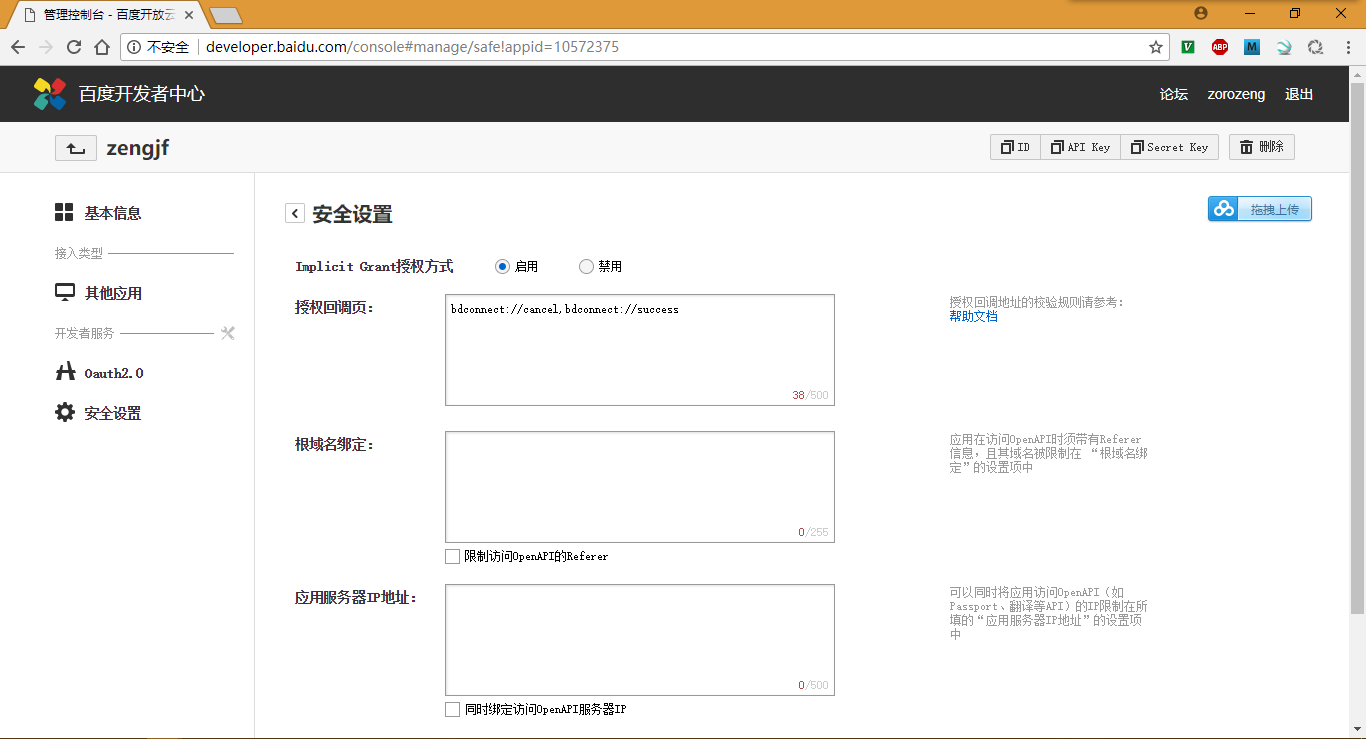 管理控制台 - 百度开放云
不安全 developer.baidu.com/console#manage/safe!appid=10572375
V ABP M
百度开发者中心 论坛 zorozeng 退出
zengjf ID API Key Secret Key 删除
基本信息
接入类型
其他应用
开发者服务
Oauth2.0
安全设置
安全设置
拖拽上传
Implicit Grant授权方式 启用 禁用
授权回调页：
bdconnect://cancel,bdconnect://success
38/500
授权回调地址的校验规则请参考：
帮助文档
根域名绑定：
0/255
应用在访问OpenAPI时须带有Referer
信息，且其域名被限制在 “根域名绑
定”的设置项中
限制访问OpenAPI的Referer
应用服务器IP地址：
0/500
可以同时将应用访问OpenAPI（如
Passport、翻译等API）的IP限制在所
填的“应用服务器IP地址”的设置项
中
同时绑定访问OpenAPI服务器IP